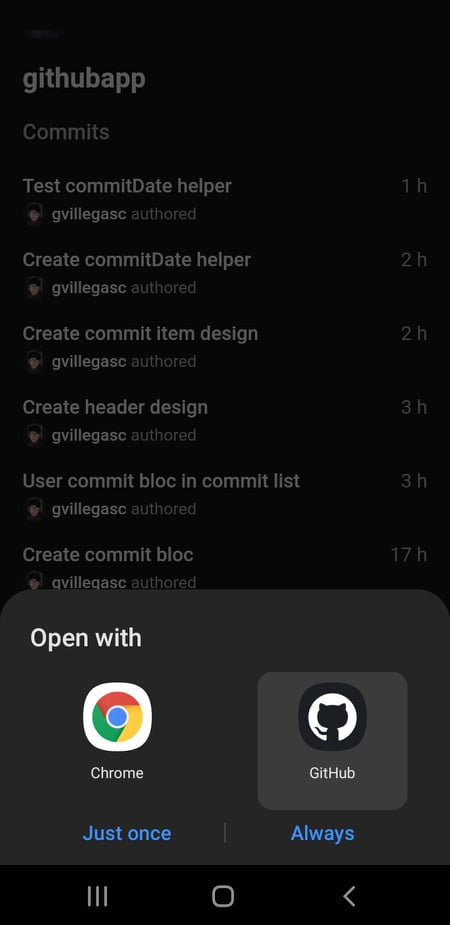 githubapp
Commits
Test commitDate helper 1 h
gvillegasc authored
Create commitDate helper 2 h
gvillegasc authored
Create commit item design 2 h
gvillegasc authored
Create header design 3 h
gvillegasc authored
User commit bloc in commit list 3 h
gvillegasc authored
Create commit bloc 17 h
gvillegasc authored
Open with
Chrome GitHub
Just once Always